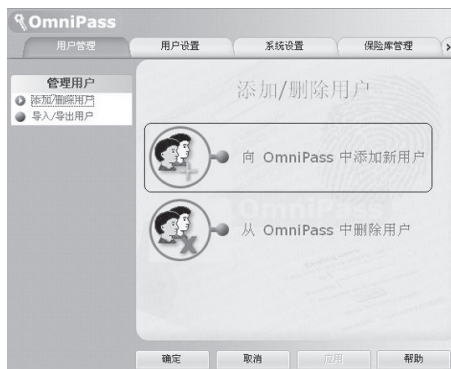 OmniPass
用户管理 用户设置 系统设置 保险库管理
管理用户
添加/删除用户
导入/导出用户
添加/删除用户
向 OmniPass 中添加新用户
从 OmniPass 中删除用户
确定 取消 应用 帮助